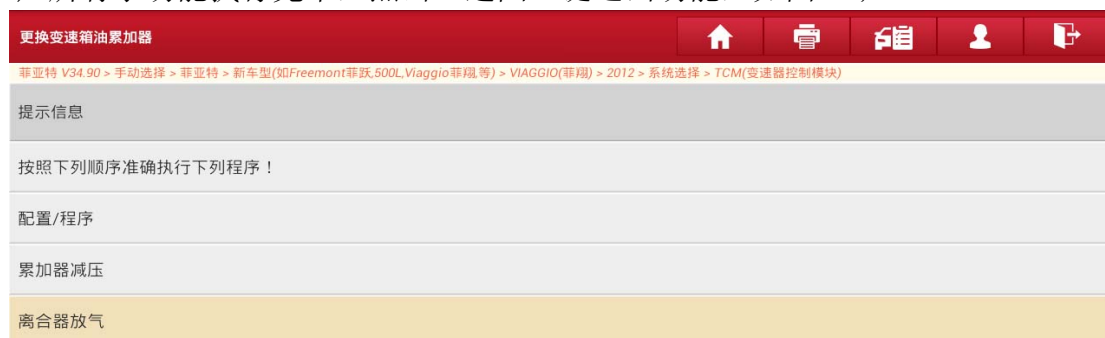 更换变速箱油累加器
菲亚特 V34.90 > 手动选择 > 菲亚特 > 新车型(如Freemont菲跃,500L,Viaggio菲翔,等) > VIAGGIO(菲翔) > 2012 > 系统选择 > TCM(变速器控制模块)
提示信息
按照下列顺序准确执行下列程序！
配置/程序
累加器减压
离合器放气